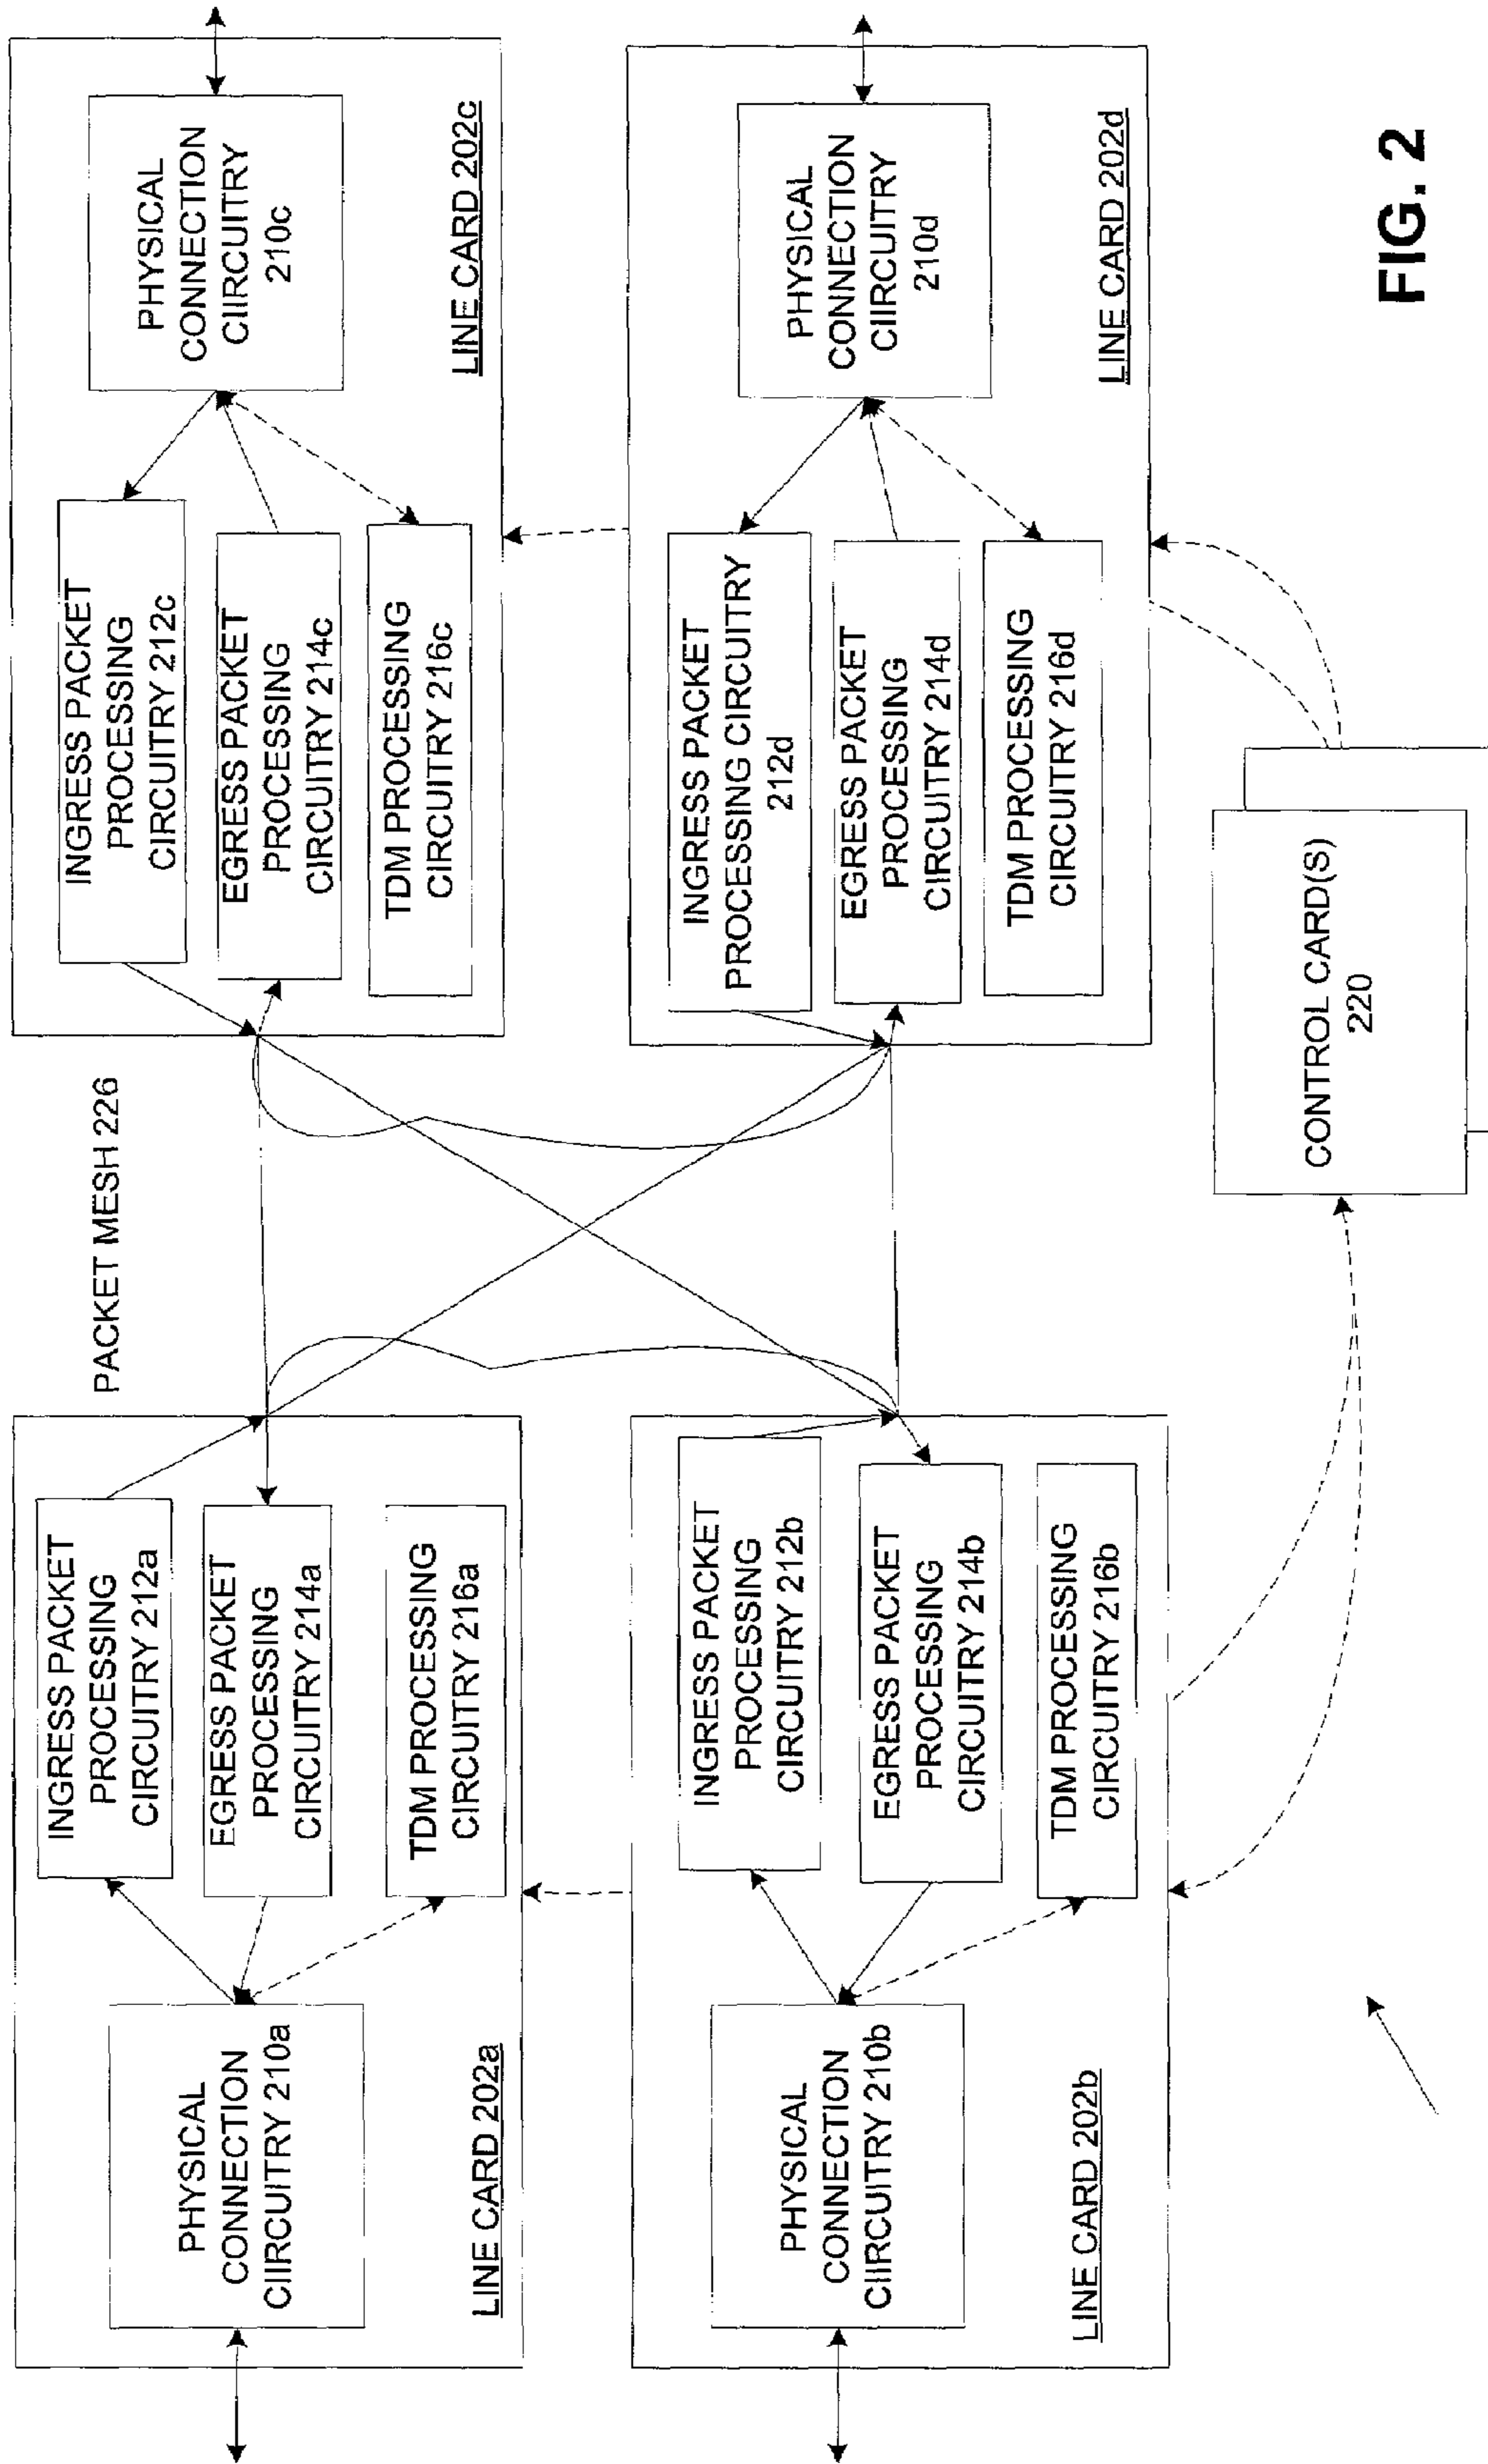 PACKET MESH 226
INGRESS PACKET
PROCESSING
CIRCUITRY 212a
PHYSICAL
CONNECTION
CIIRCUITRY 210a
EGRESS PACKET
PROCESSING
CIRCUITRY 214a
TDM PROCESSING
CIRCUITRY 216a
LINE CARD 202a
INGRESS PACKET
PROCESSING
CIRCUITRY 212c
PHYSICAL
CONNECTION
CIIRCUITRY
210c
EGRESS PACKET
PROCESSING
CIRCUITRY 214c
TDM PROCESSING
CIRCUITRY 216c
LINE CARD 202c
INGRESS PACKET
PROCESSING
CIRCUITRY 212b
PHYSICAL
CONNECTION
CIIRCUITRY 210b
EGRESS PACKET
PROCESSING
CIRCUITRY 214b
TDM PROCESSING
CIRCUITRY 216b
LINE CARD 202b
INGRESS PACKET
PROCESSING CIRCUITRY
212d
PHYSICAL
CONNECTION
CIIRCUITRY
210d
EGRESS PACKET
PROCESSING
CIRCUITRY 214d
TDM PROCESSING
CIRCUITRY 216d
LINE CARD 202d
CONTROL CARD(S)
220
FIG. 2